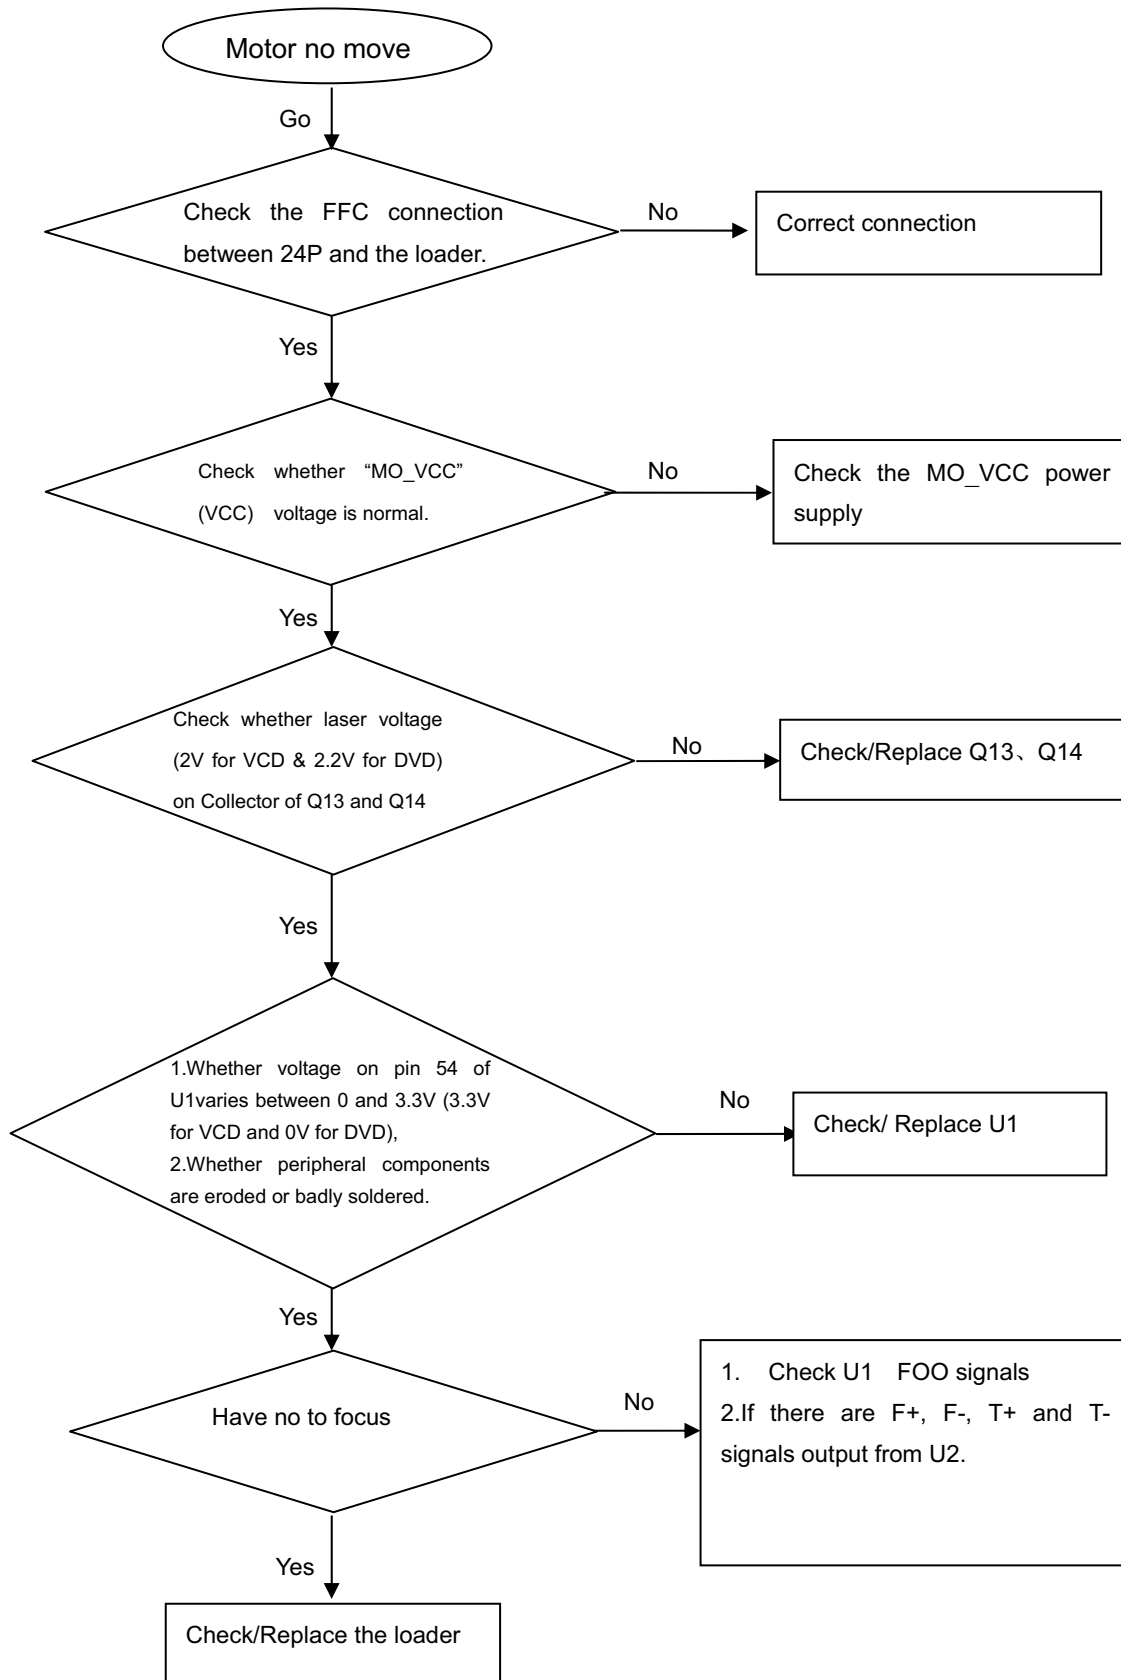 Motor no move
Go
Check the FFC connection
between 24P and the loader.
No
Correct connection
Yes
Check whether “MO_VCC”
(VCC) voltage is normal.
No
Check the MO_VCC power
supply
Yes
Check whether laser voltage
(2V for VCD & 2.2V for DVD)
on Collector of Q13 and Q14
No
Check/Replace Q13、Q14
Yes
1.Whether voltage on pin 54 of
U1varies between 0 and 3.3V (3.3V
for VCD and 0V for DVD),
2.Whether peripheral components
are eroded or badly soldered.
No
Check/ Replace U1
Yes
Have no to focus
No
1. Check U1 FOO signals
2.If there are F+, F-, T+ and T-
signals output from U2.
Yes
Check/Replace the loader